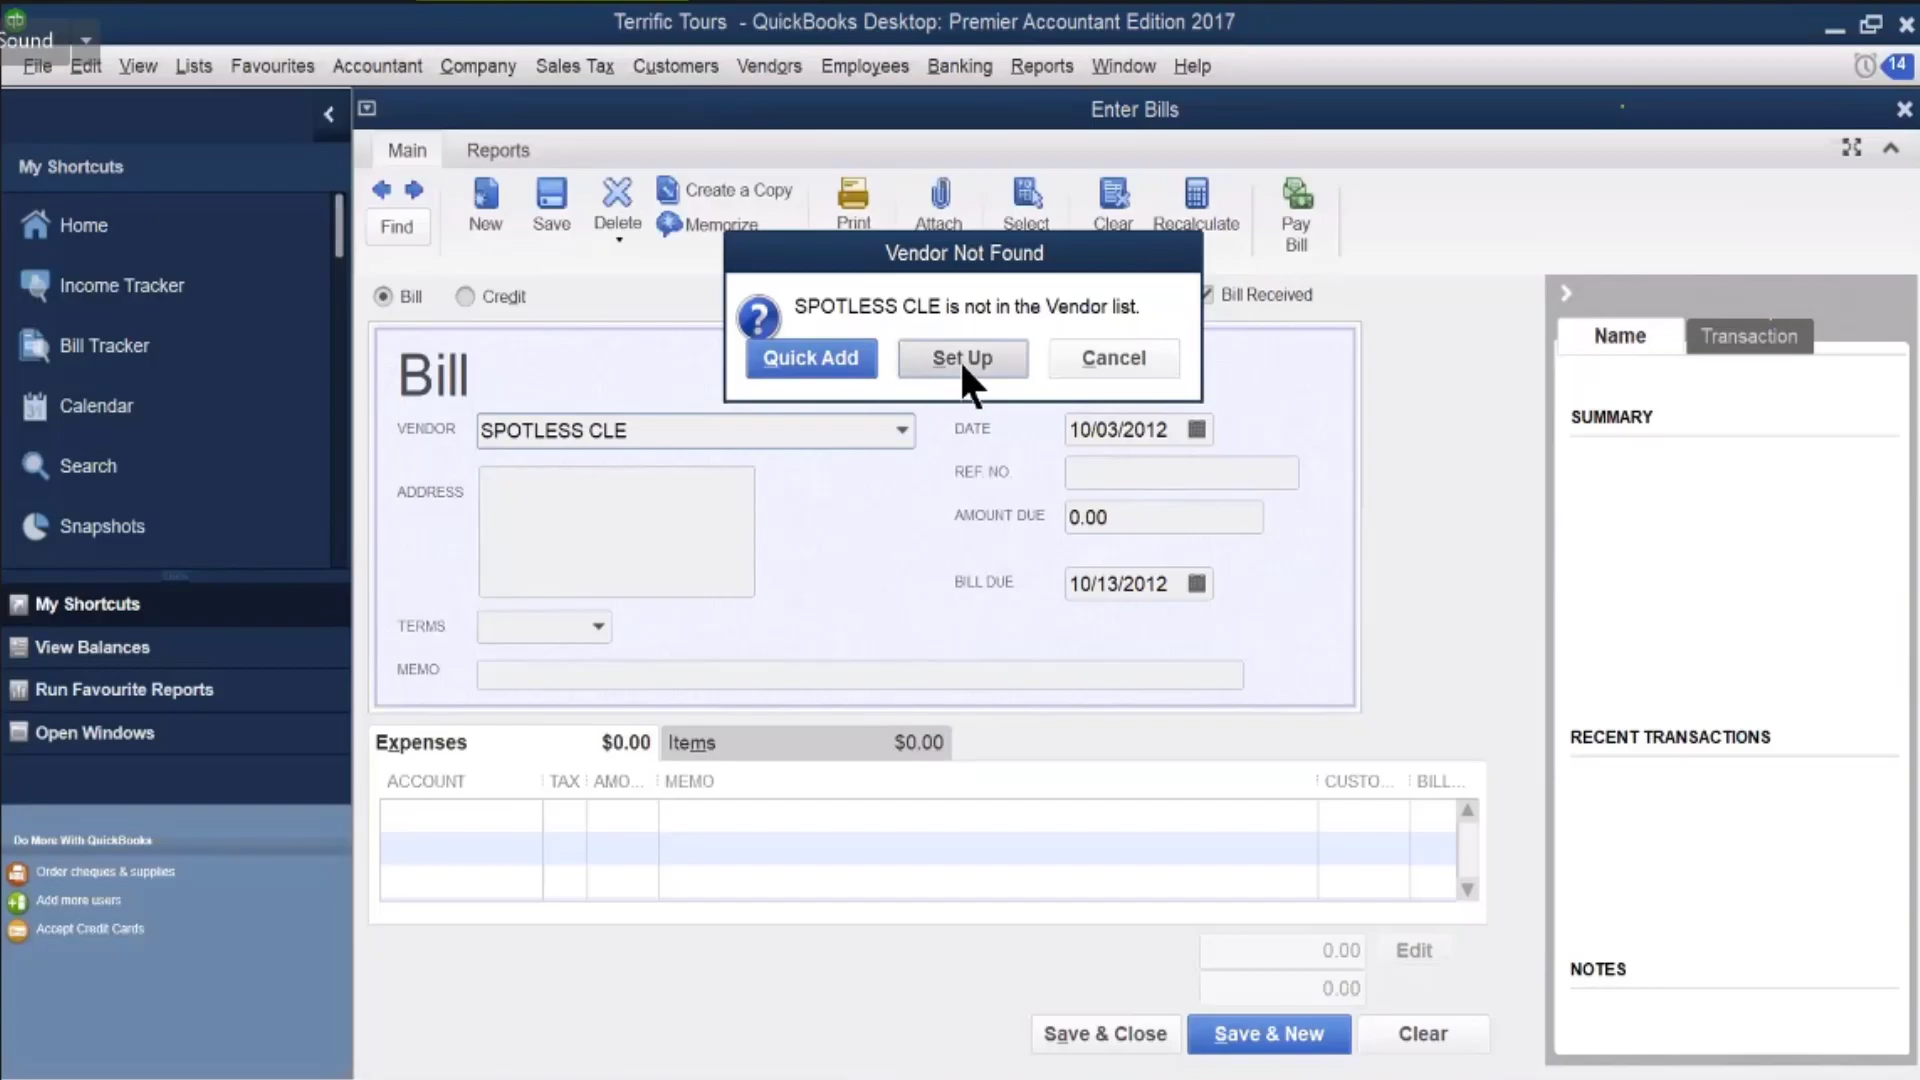 Terrific Tours - QuickBooks Desktop: Premier Accountant Edition 2017
qb
Sound
File Edit View Lists Favourites Accountant Company Sales Tax Customers Vendors Employees Banking Reports Window Help
14
Enter Bills
Main Reports
My Shortcuts
Home
Income Tracker
Bill Tracker
Calendar
Search
Snapshots
My Shortcuts
View Balances
Run Favourite Reports
Open Windows
Do More With QuickBooks
Order cheques & supplies
Add more users
Accept Credit Cards
Find
New
Save
Delete
Create a Copy
Memorize
Print
Attach
Select
Clear
Recalculate
Pay
Bill
Vendor Not Found
SPOTLESS CLE is not in the Vendor list.
Quick Add Set Up Cancel
Bill Credit
Bill Received
Bill
VENDOR SPOTLESS CLE
ADDRESS
TERMS
MEMO
DATE 10/03/2012
REF. NO
AMOUNT DUE 0.00
BILL DUE 10/13/2012
Expenses $0.00 Items $0.00
ACCOUNT TAX AMO... MEMO CUSTO... BILL...
0.00 Edit
0.00
Save & Close Save & New Clear
Name Transaction
SUMMARY
RECENT TRANSACTIONS
NOTES